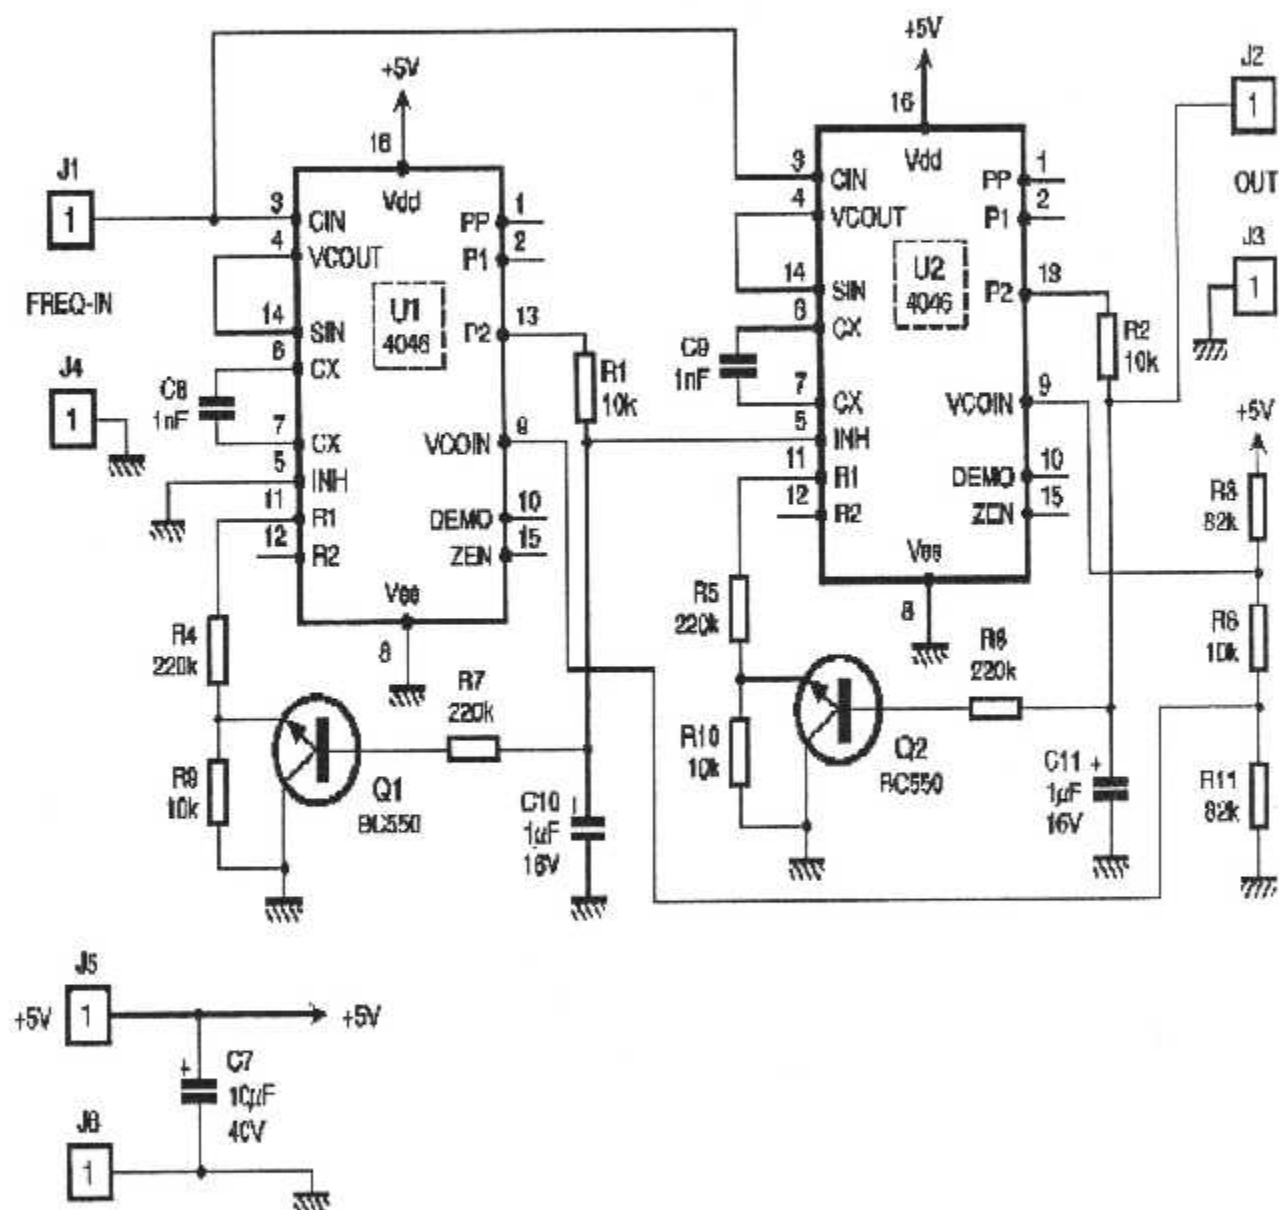 +5V
J2
1
16
Vdd
+5V
16
Vdd
J1
1
3
CIN
4
VCOUT
14
SIN
6
CX
7
CX
5
INH
11
R1
12
R2
PP
1
P1
2
U1
4046
P2
13
VCOIN
9
DEMO
10
ZEN
15
Vss
8
FREQ-IN
J4
1
C8
1nF
R1
10k
3
CIN
4
VCOUT
14
SIN
6
CX
7
CX
5
INH
11
R1
12
R2
PP
1
P1
2
U2
4046
P2
13
VCOIN
9
DEMO
10
ZEN
15
Vss
8
C9
1nF
OUT
J3
1
R2
10k
+5V
R3
82k
R6
10k
R11
82k
R4
220k
R7
220k
R9
10k
Q1
BC550
C10
1µF
16V
R5
220k
220k
R10
10k
Q2
BC550
C11
+
1µF
16V
J5
+5V
1
+5V
+
C7
10µF
40V
1